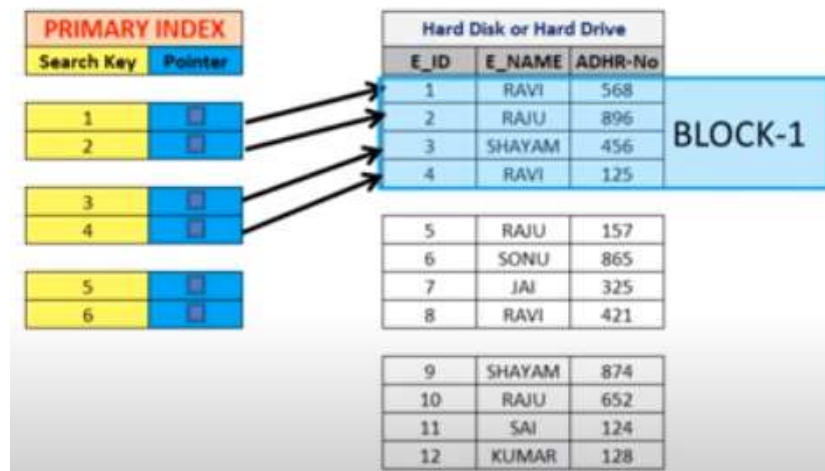 PRIMARY INDEX
Search Key Pointer
1
2
3
4
5
6
Hard Disk or Hard Drive
E_ID E_NAME ADHR-No
1 RAVI 568
2 RAJU 896
3 SHAYAM 456
4 RAVI 125
BLOCK-1
5 RAJU 157
6 SONU 865
7 JAI 325
8 RAVI 421
9 SHAYAM 874
10 RAJU 652
11 SAI 124
12 KUMAR 128